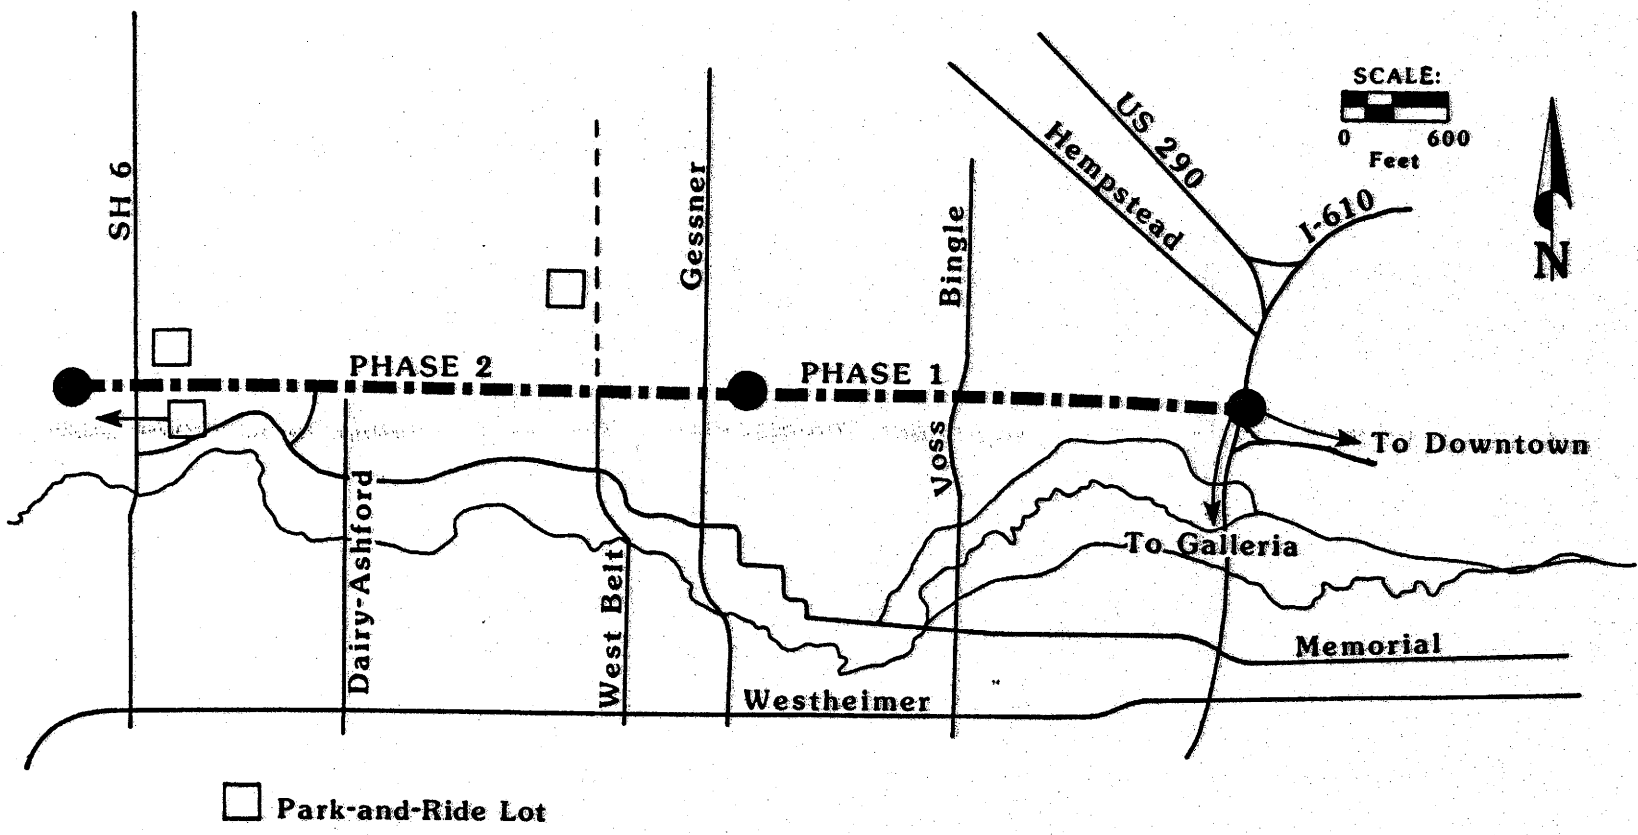 SCALE:
0 600
Feet
N
US 290
Hempstead
I-610
SH 6
Gessner
Bingle
PHASE 2
PHASE 1
Voss
To Downtown
To Galleria
Dairy-Ashford
West Belt
Memorial
Westheimer
Park-and-Ride Lot